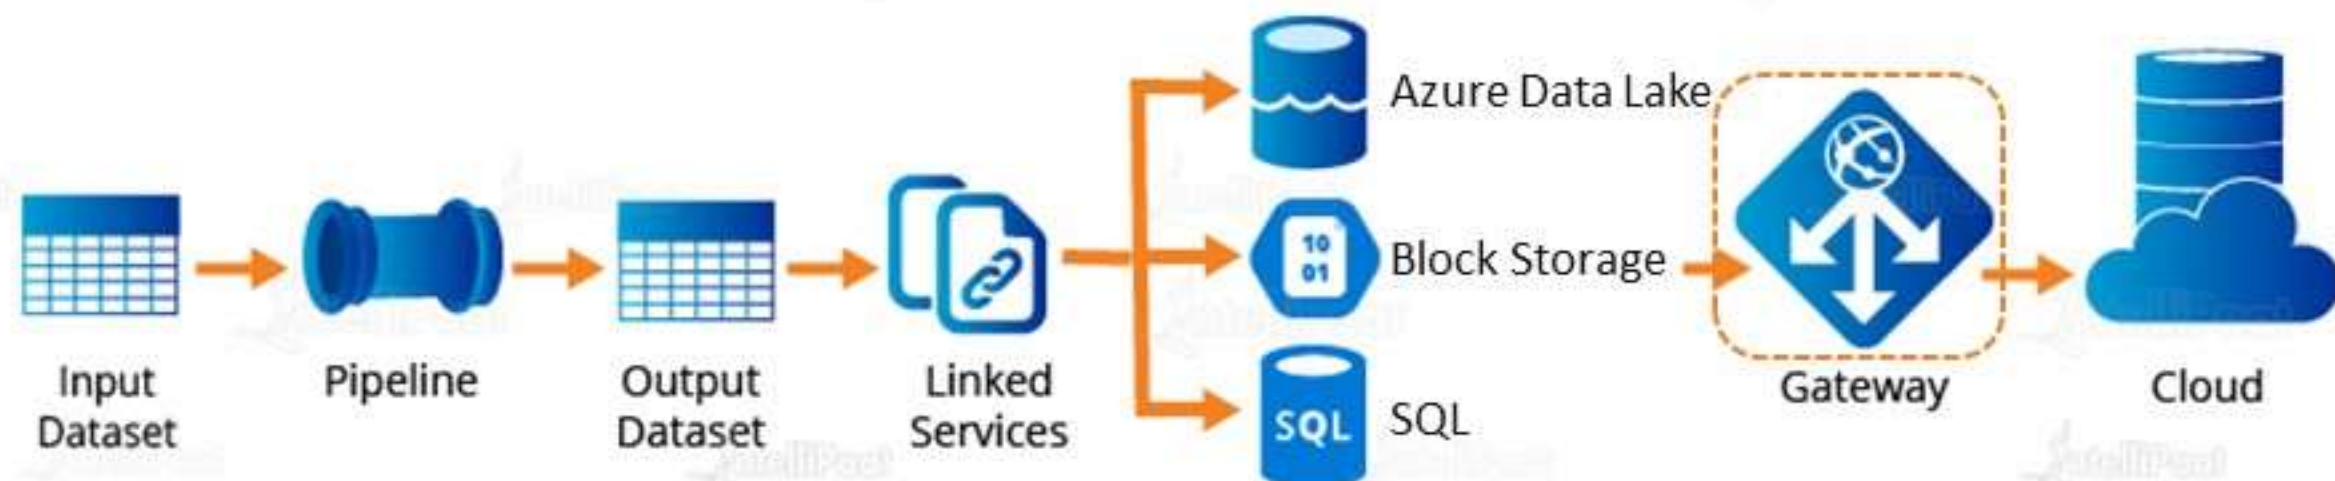 Azure Data Lake
10
01
Block Storage
Input
Dataset
Pipeline
Output
Dataset
Linked
Services
SQL
SQL
Gateway
Cloud